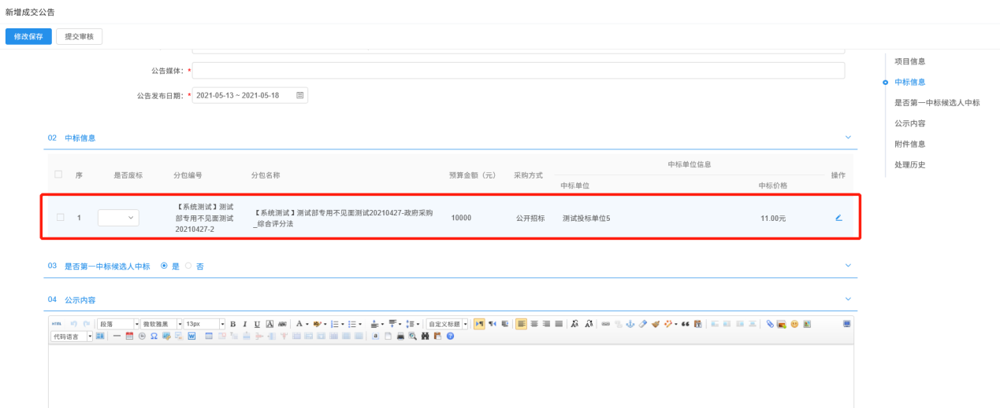 新增成交公告
修改保存 提交审核
公告媒体：*
公告发布日期：* 2021-05-13 ~ 2021-05-18
项目信息
中标信息
是否第一中标候选人中标
公示内容
附件信息
处理历史
02 中标信息
序 是否废标 分包编号 分包名称 预算金额（元） 采购方式 中标单位信息 操作
中标单位 中标价格
1 【系统测试】测试部专用不见面测试20210427-2 【系统测试】测试部专用不见面测试20210427-政府采购_综合评分法 10000 公开招标 测试投标单位5 11.00元
03 是否第一中标候选人中标 是 否
04 公示内容
HTML 段落 微软雅黑 13px B I U A ABC A 自定义标题
代码语言